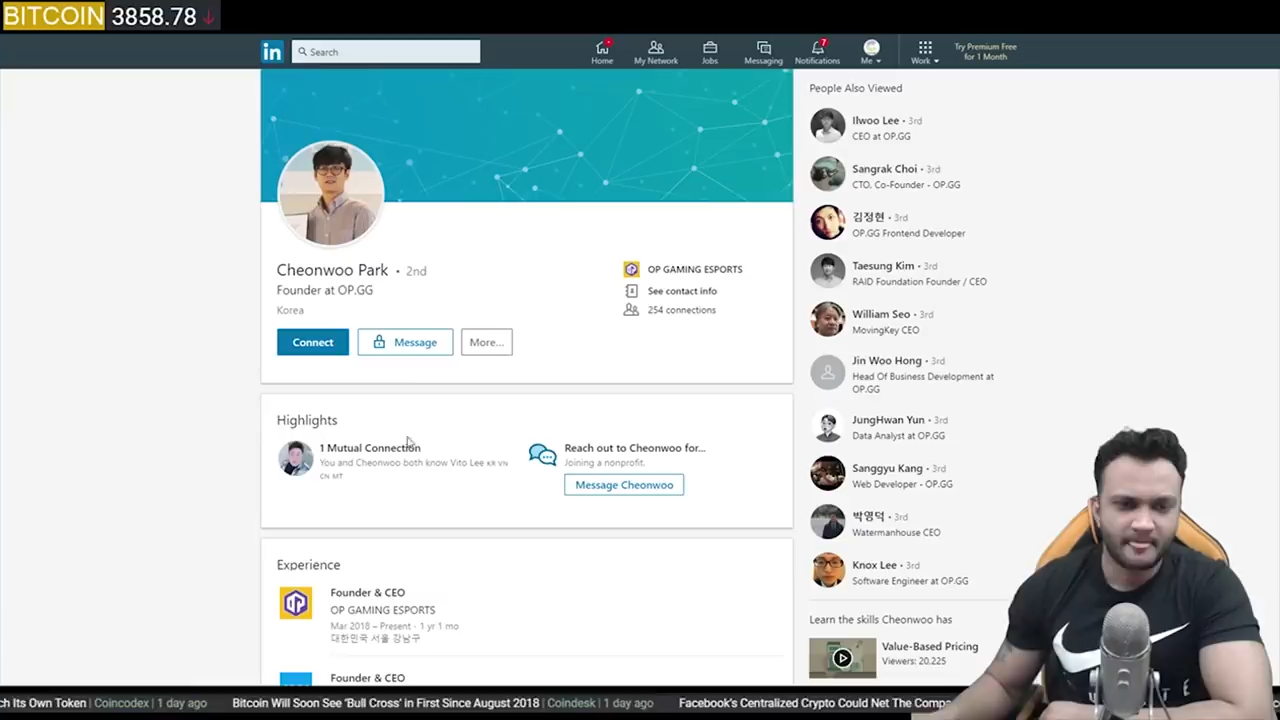 BITCOIN 3858.78
in
Search
Home
My Network
Jobs
Messaging
7
Notifications
Me
Work
Try Premium Free
for 1 Month
Cheonwoo Park • 2nd
Founder at OP.GG
Korea
OP GAMING ESPORTS
See contact info
254 connections
Connect
Message
More...
Highlights
1 Mutual Connection
You and Cheonwoo both know Vito Lee KR VN
CN MT
Reach out to Cheonwoo for...
Joining a nonprofit.
Message Cheonwoo
Experience
OP
Founder & CEO
OP GAMING ESPORTS
Mar 2018 – Present · 1 yr 1 mo
대한민국 서울 강남구
Founder & CEO
People Also Viewed
Ilwoo Lee • 3rd
CEO at OP.GG
Sangrak Choi • 3rd
CTO, Co-Founder - OP.GG
김정현 • 3rd
OP.GG Frontend Developer
Taesung Kim • 3rd
RAID Foundation Founder / CEO
William Seo • 3rd
MovingKey CEO
Jin Woo Hong • 3rd
Head Of Business Development at
OP.GG
JungHwan Yun • 3rd
Data Analyst at OP.GG
Sanggyu Kang • 3rd
Web Developer - OP.GG
박영덕 • 3rd
Watermanhouse CEO
Knox Lee • 3rd
Software Engineer at OP.GG
Learn the skills Cheonwoo has
Value-Based Pricing
Viewers: 20.225
ch Its Own Token | Coincodex | 1 day ago Bitcoin Will Soon See 'Bull Cross' in First Since August 2018 | Coindesk | 1 day ago Facebook's Centralized Crypto Could Net The Comp